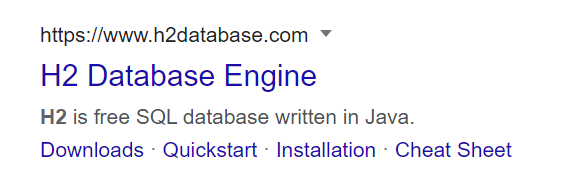 https://www.h2database.com
H2 Database Engine
H2 is free SQL database written in Java.
Downloads · Quickstart · Installation · Cheat Sheet